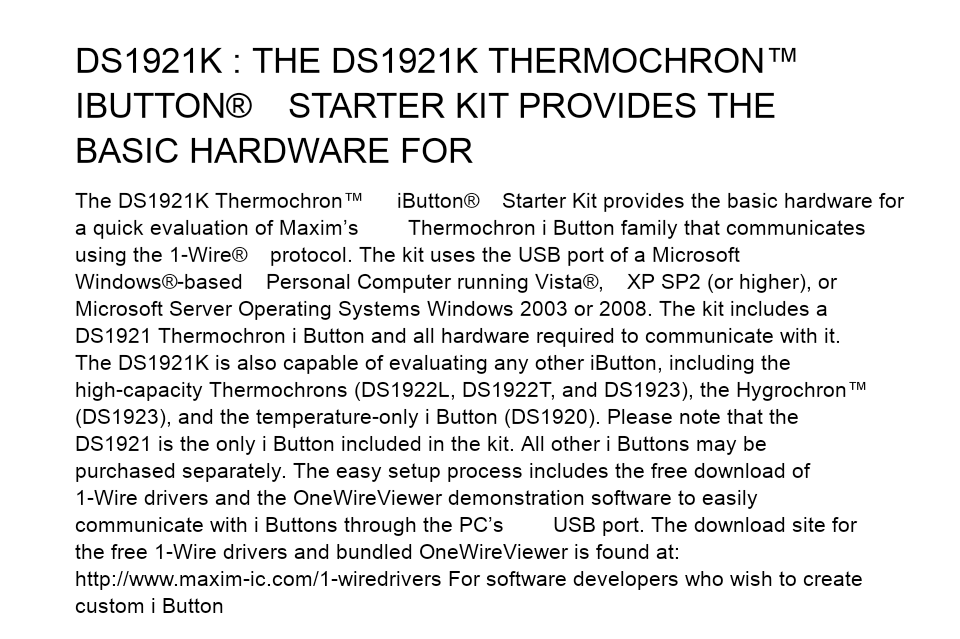 DS1921K : THE DS1921K THERMOCHRON™
IBUTTON® STARTER KIT PROVIDES THE
BASIC HARDWARE FOR
The DS1921K Thermochron™ iButton® Starter Kit provides the basic hardware for
a quick evaluation of Maxim’s Thermochron i Button family that communicates
using the 1-Wire® protocol. The kit uses the USB port of a Microsoft
Windows®-based Personal Computer running Vista®, XP SP2 (or higher), or
Microsoft Server Operating Systems Windows 2003 or 2008. The kit includes a
DS1921 Thermochron i Button and all hardware required to communicate with it.
The DS1921K is also capable of evaluating any other iButton, including the
high-capacity Thermochrons (DS1922L, DS1922T, and DS1923), the Hygrochron™
(DS1923), and the temperature-only i Button (DS1920). Please note that the
DS1921 is the only i Button included in the kit. All other i Buttons may be
purchased separately. The easy setup process includes the free download of
1-Wire drivers and the OneWireViewer demonstration software to easily
communicate with i Buttons through the PC’s USB port. The download site for
the free 1-Wire drivers and bundled OneWireViewer is found at:
http://www.maxim-ic.com/1-wiredrivers For software developers who wish to create
custom i Button